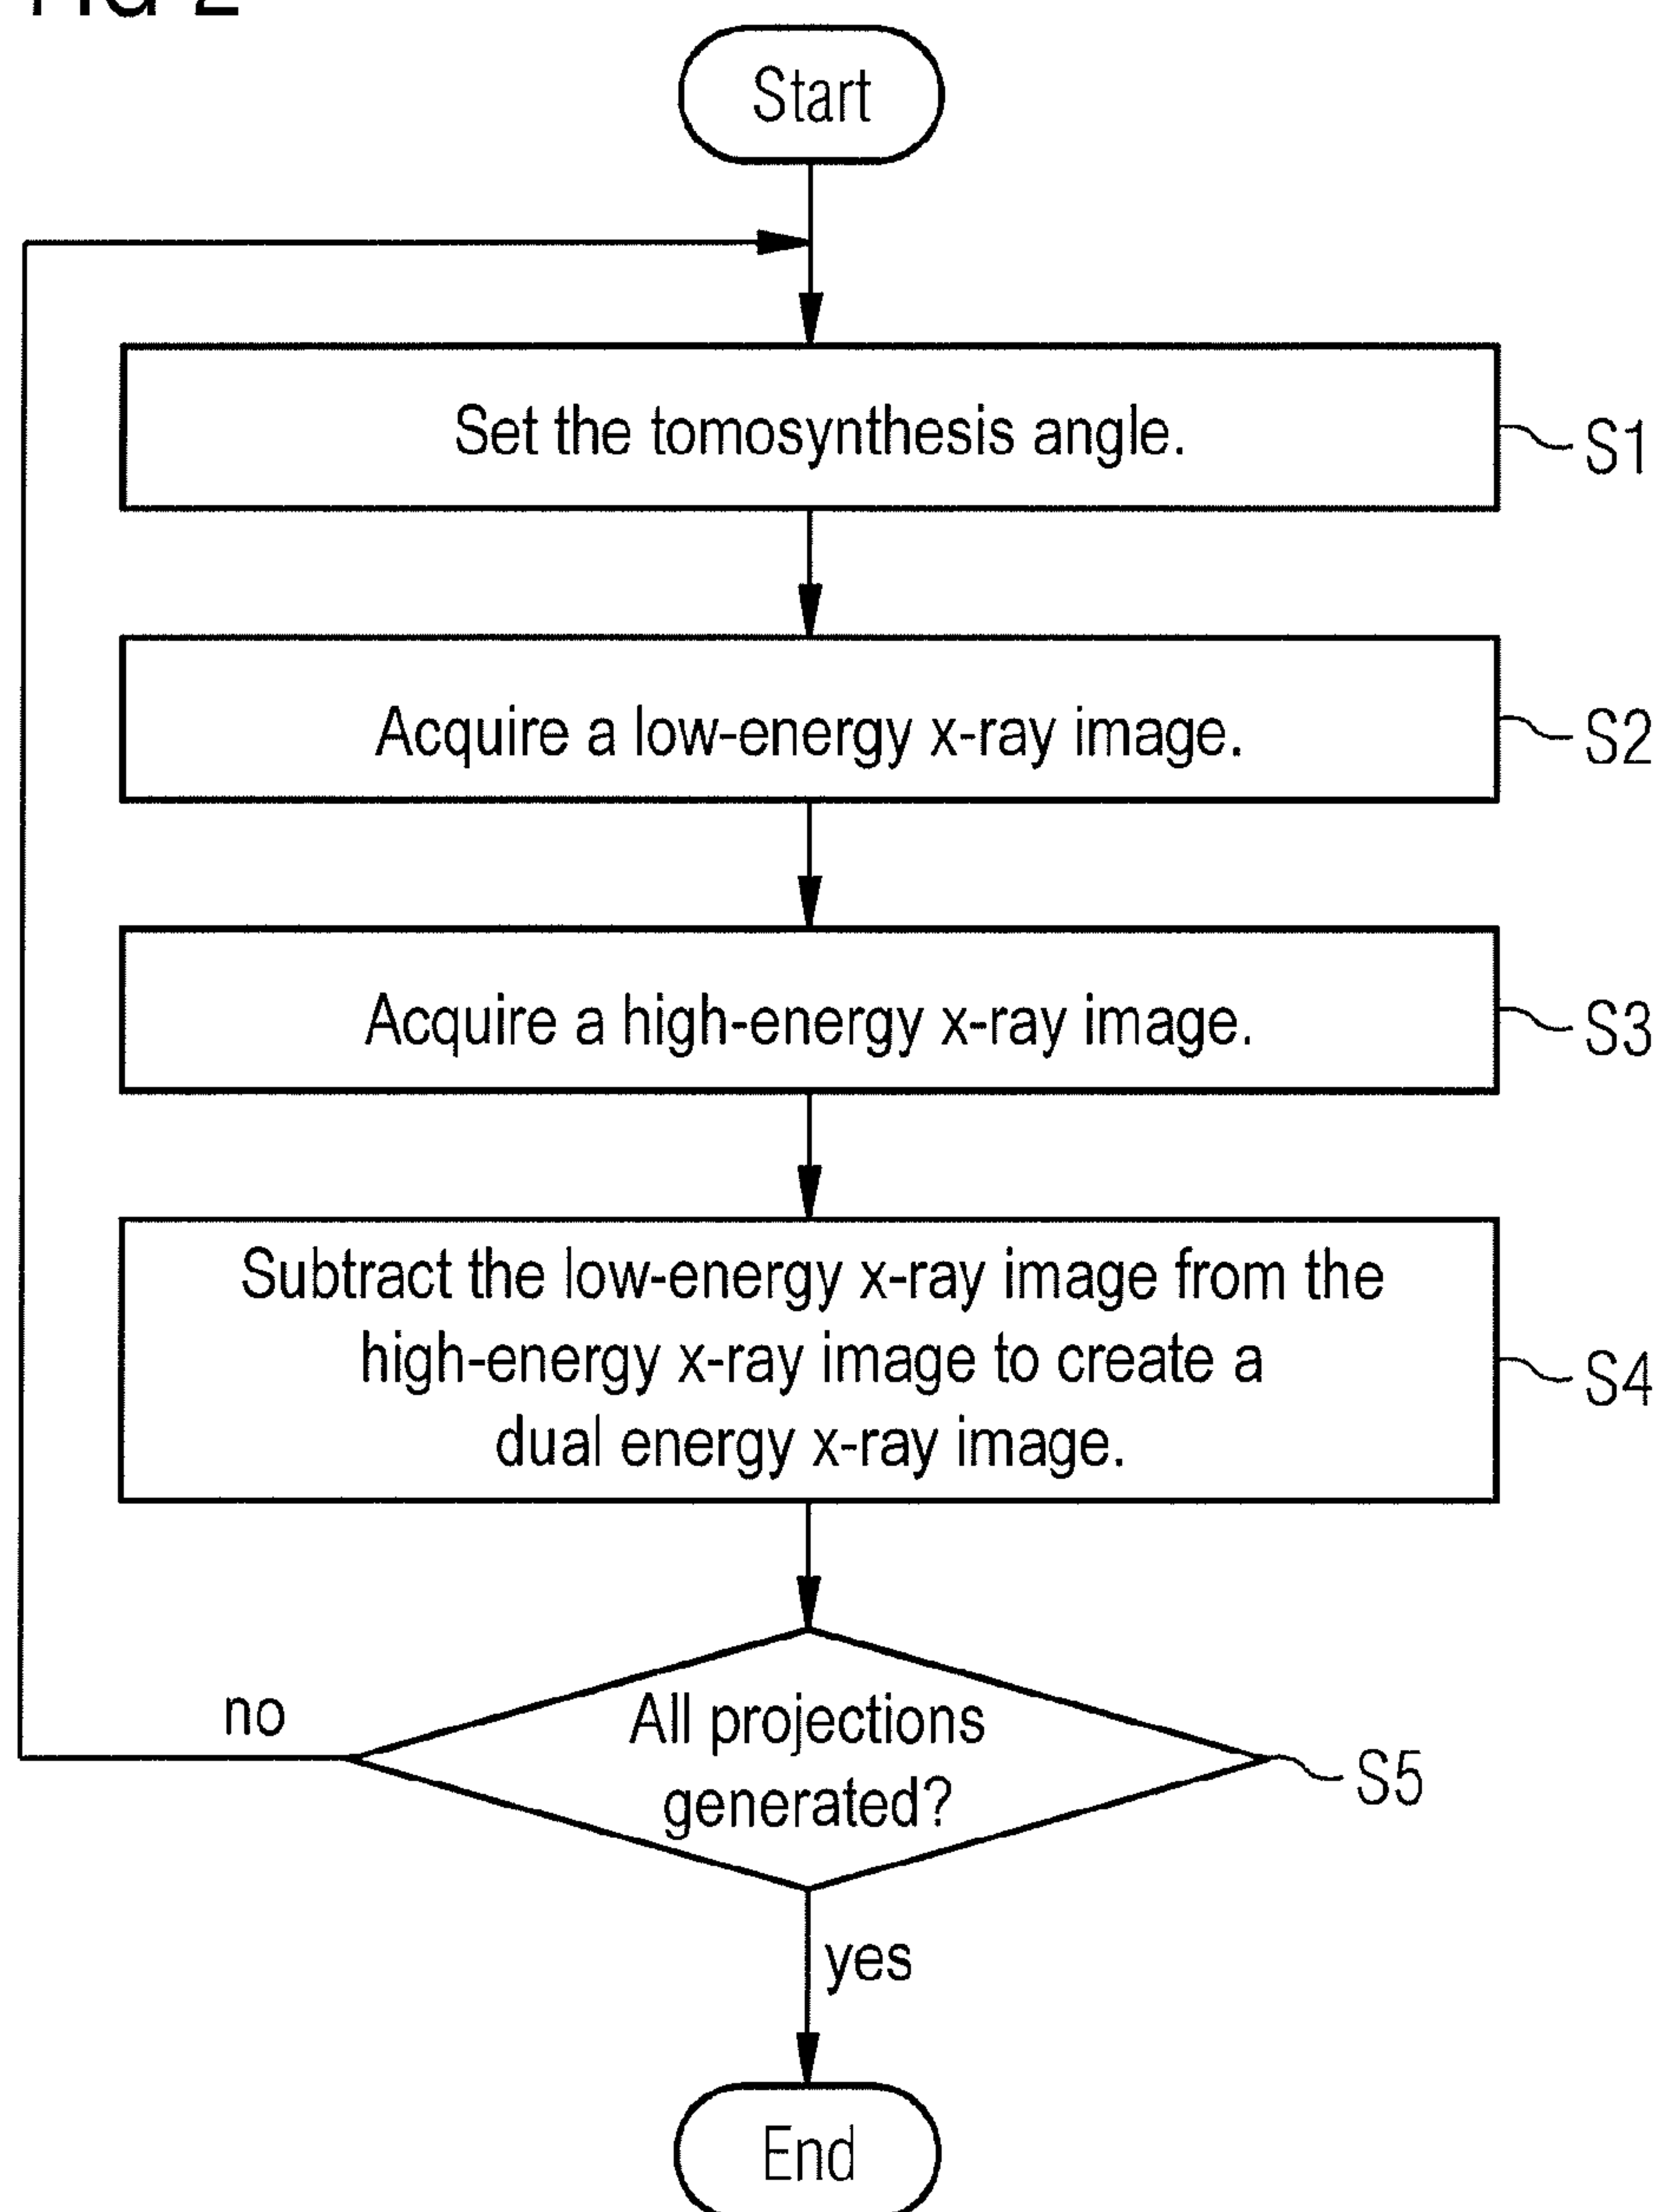 FIG 2
Start
Set the tomosynthesis angle.
S1
Acquire a low-energy x-ray image.
S2
Acquire a high-energy x-ray image.
S3
Subtract the low-energy x-ray image from the
high-energy x-ray image to create a
dual energy x-ray image.
S4
no
All projections
generated?
S5
yes
End